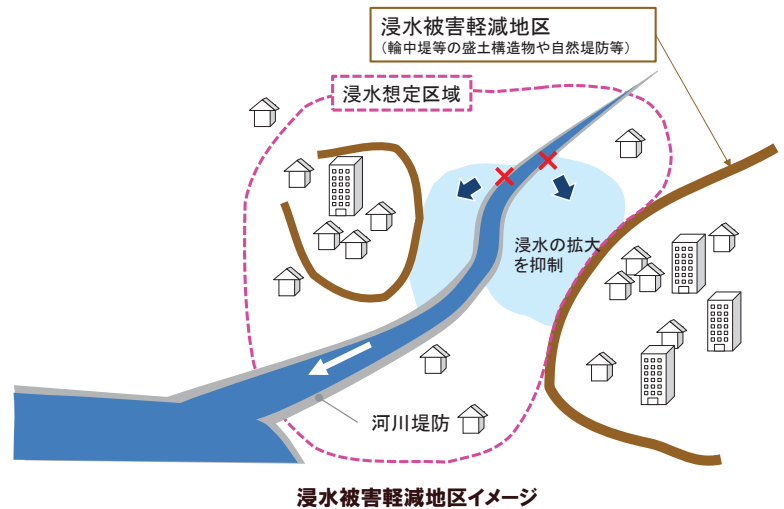 浸水被害軽減地区
（輪中堤等の盛土構造物や自然堤防等）
浸水想定区域
浸水の拡大
を抑制
河川堤防
浸水被害軽減地区イメージ